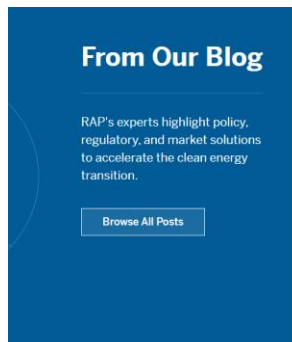 From Our Blog
RAP's experts highlight policy,
regulatory, and market solutions
to accelerate the clean energy
transition.
Browse All Posts